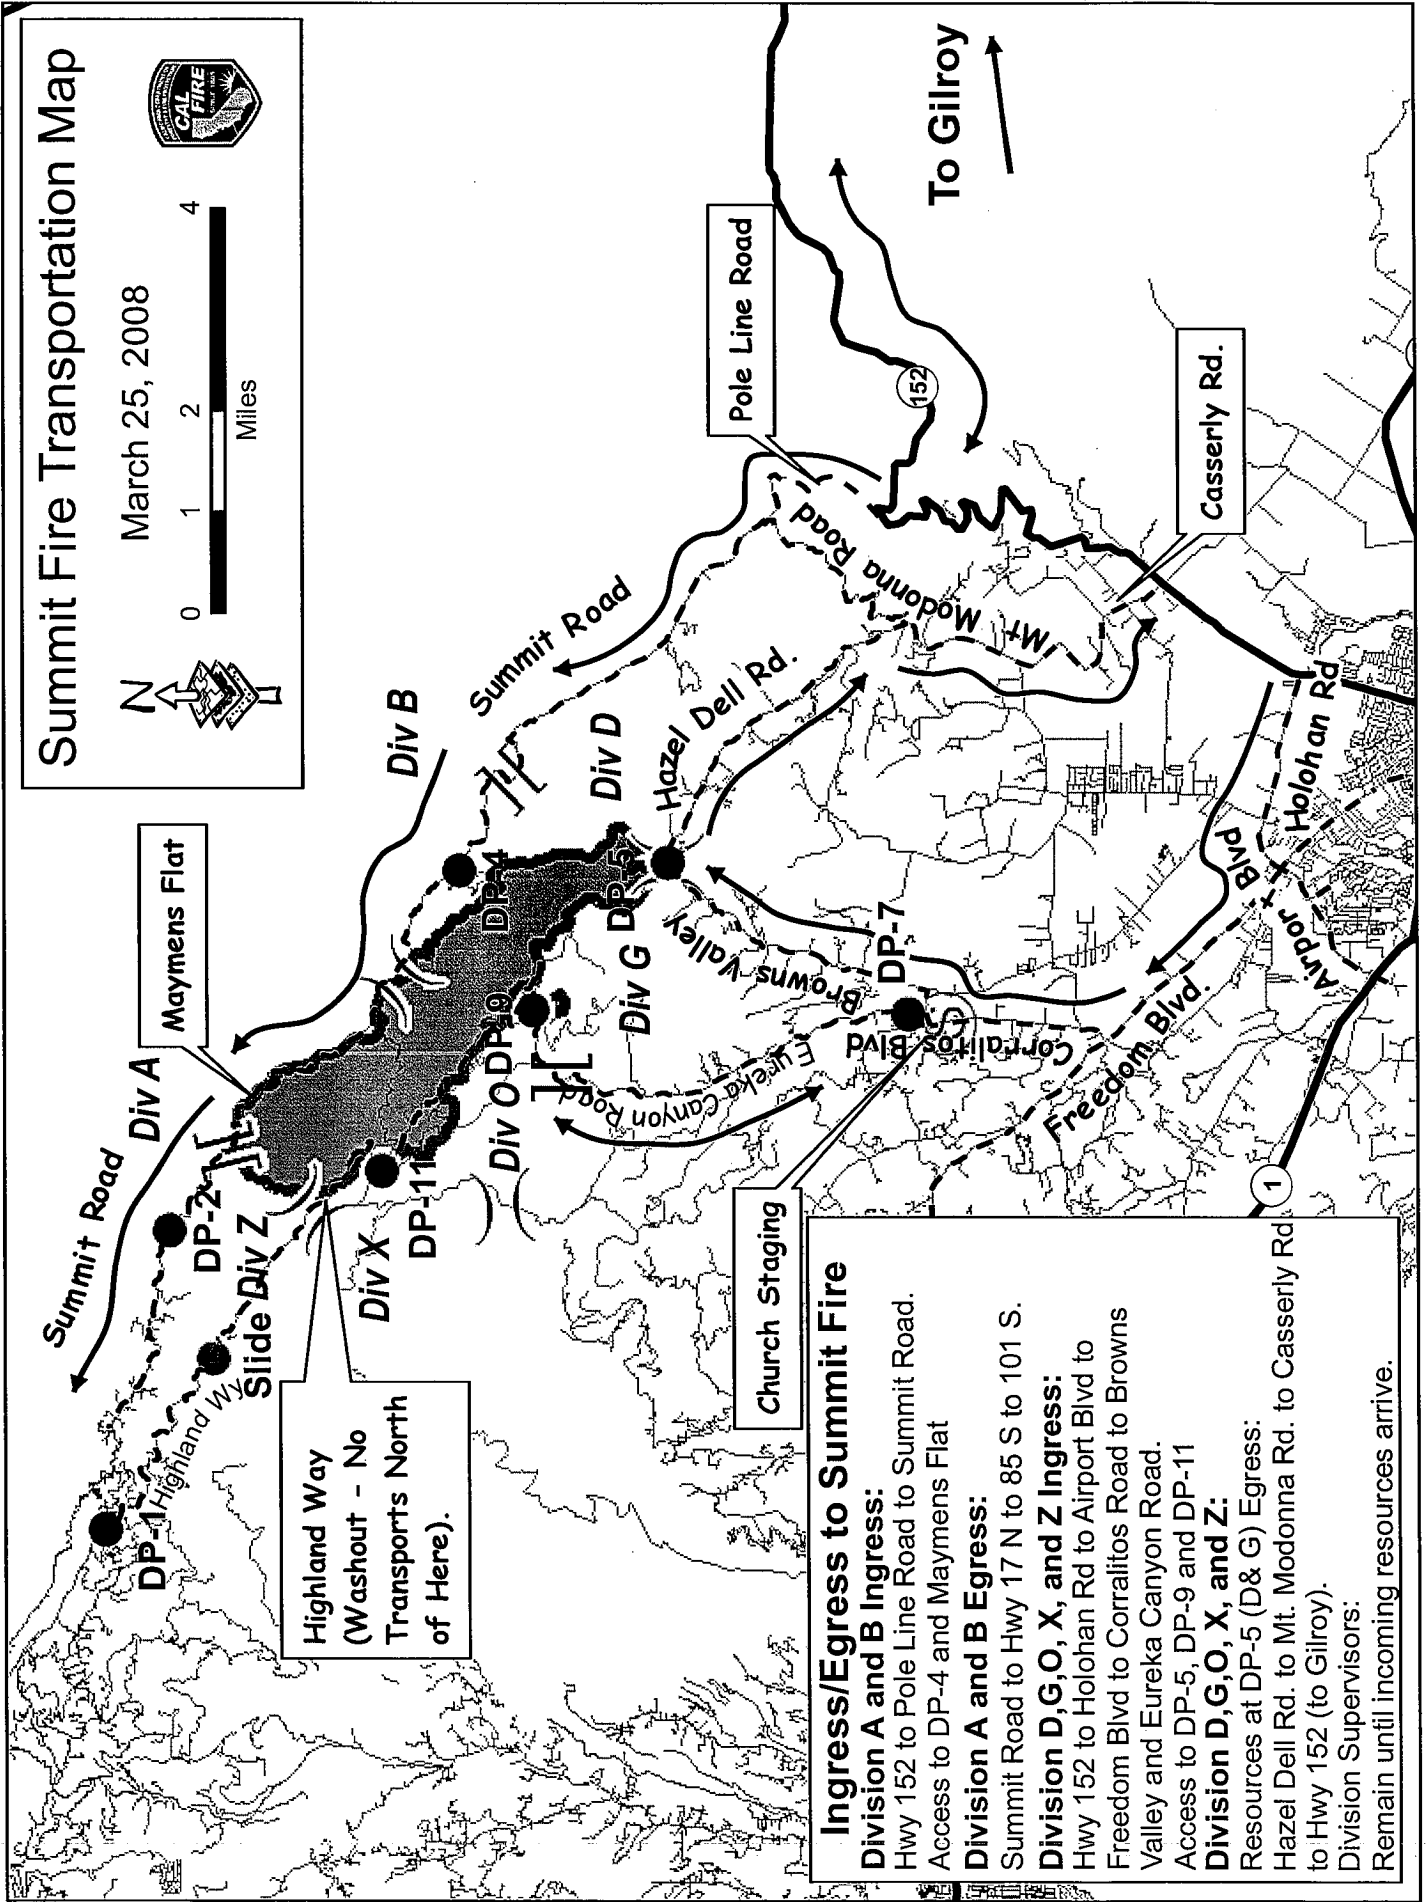 Summit Fire Transportation Map
March 25, 2008
CAL
FIRE
N
0 1 2 4
Miles
Summit Road
Div A
Maymens Flat
Div B
Summit Road
Pole Line Road
To Gilroy
152
DP-1
Highland Wy
DP-2
Slide
Div Z
Highland Way
(Washout - No
Transports North
of Here).
Div X
DP-11
Div O
DP-9
DP-4
DP-5
Div D
Div G
Hazel Dell Rd.
Mt Modonna Road
Casserly Rd.
Browns Valley
DP-7
Eureka Canyon Road
Corralitos
Blvd
S
Church Staging
Freedom Blvd.
Airpor
Blvd
Holohan Rd
1
Ingress/Egress to Summit Fire
Division A and B Ingress:
Hwy 152 to Pole Line Road to Summit Road.
Access to DP-4 and Maymens Flat
Division A and B Egress:
Summit Road to Hwy 17 N to 85 S to 101 S.
Division D,G,O, X, and Z Ingress:
Hwy 152 to Holohan Rd to Airport Blvd to
Freedom Blvd to Corralitos Road to Browns
Valley and Eureka Canyon Road.
Access to DP-5, DP-9 and DP-11
Division D,G,O, X, and Z:
Resources at DP-5 (D& G) Egress:
Hazel Dell Rd. to Mt. Modonna Rd. to Casserly Rd
to Hwy 152 (to Gilroy).
Division Supervisors:
Remain until incoming resources arrive.